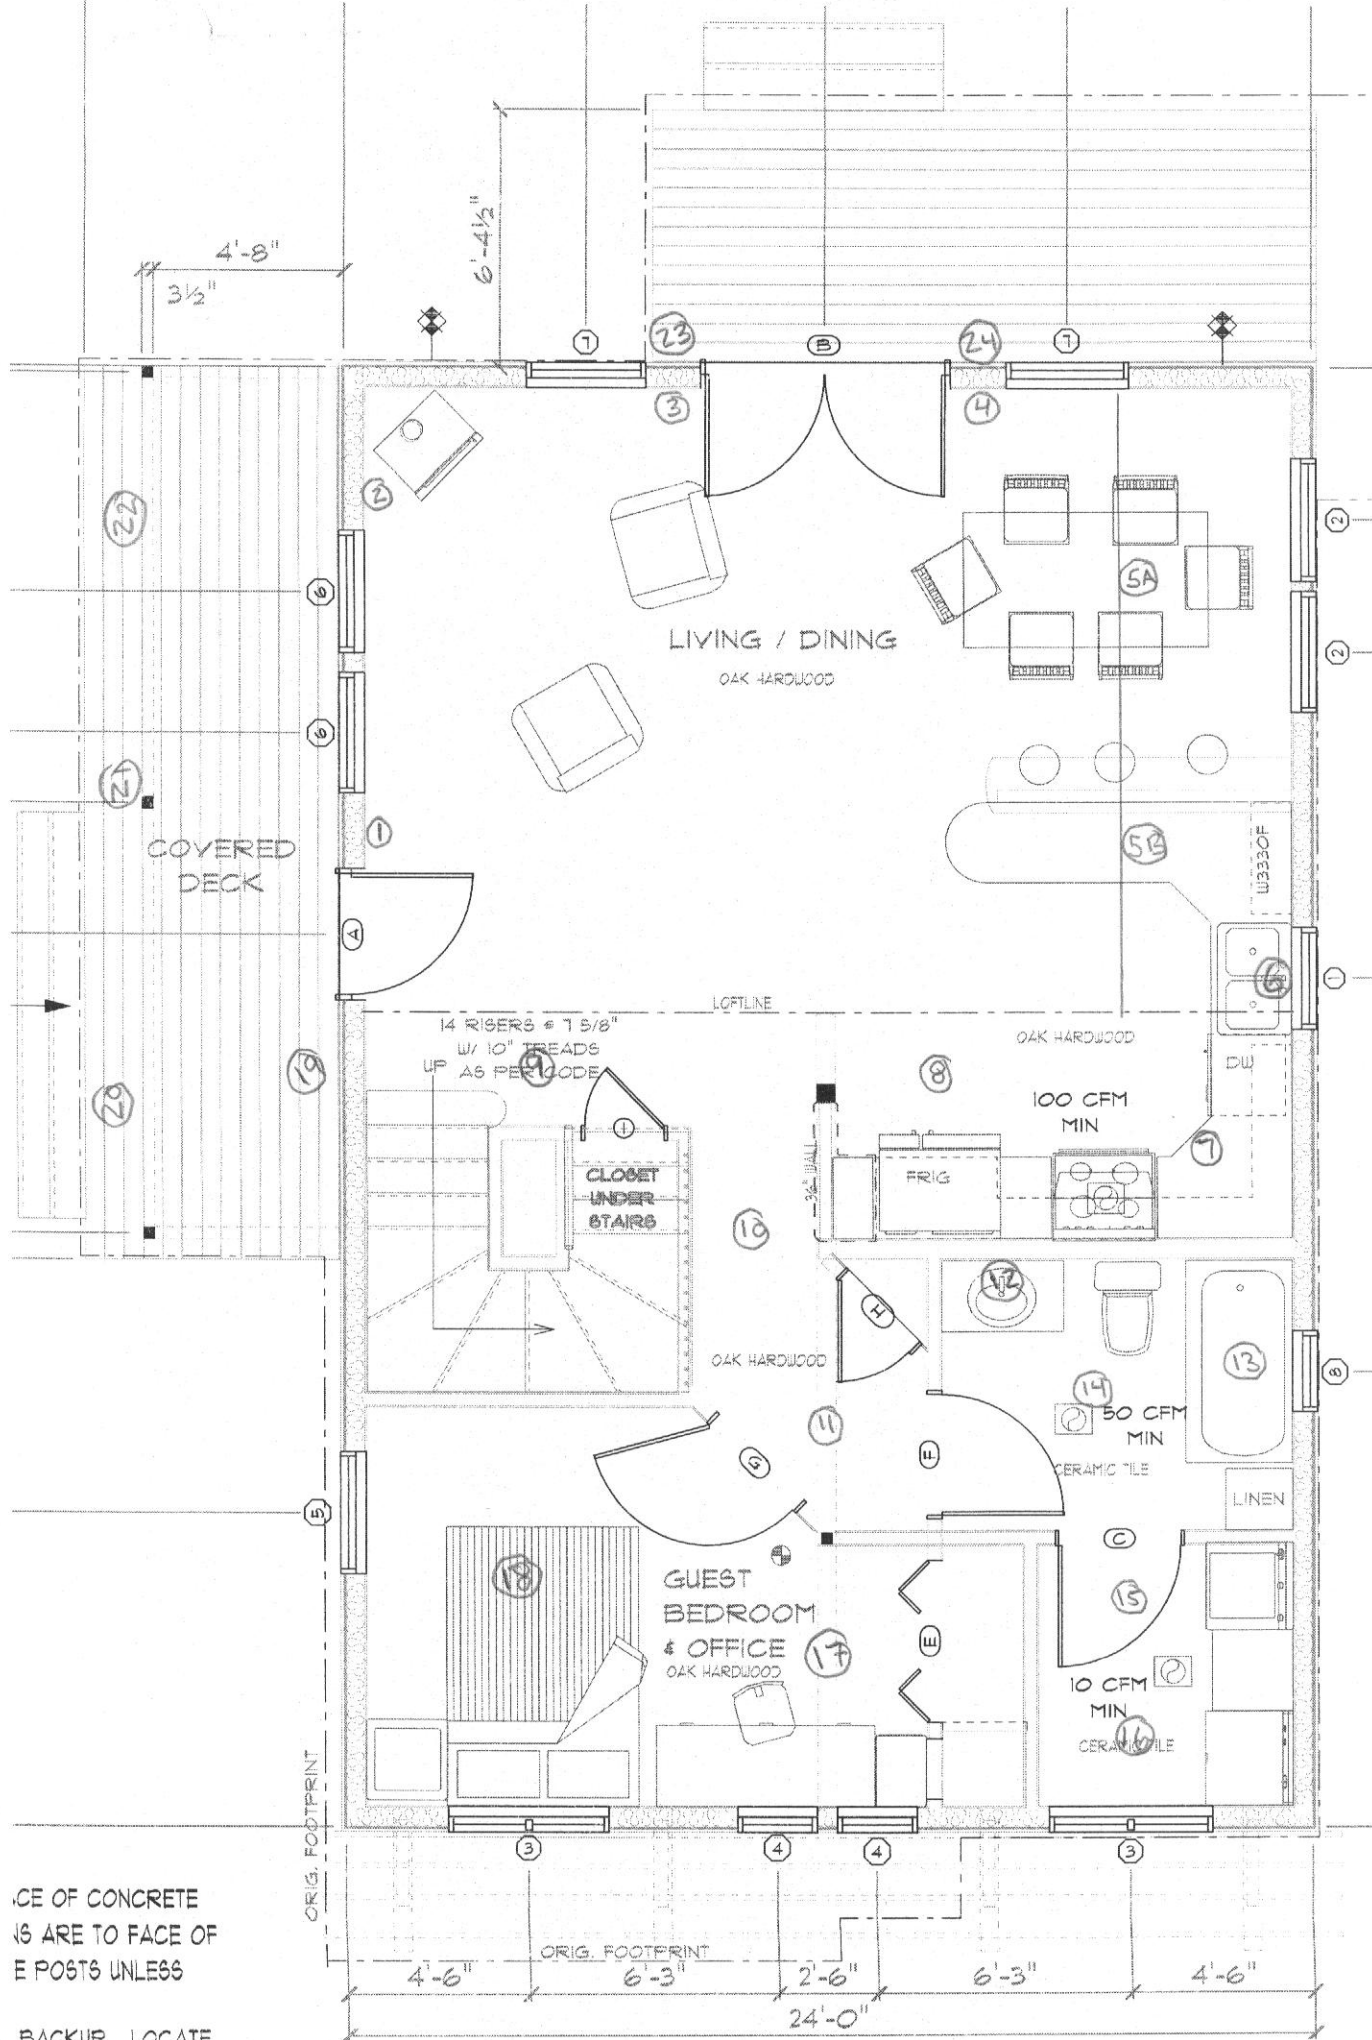 4'-8"
3½"
6'-4½"
7
B
7
23
24
3
4
2
22
2
5A
6
LIVING / DINING
OAK HARDWOOD
2
6
21
1
COVERED
DECK
5B
W3330F
A
6
1
LOFTLINE
14 RISERS @ 7 5/8"
W/ 10" TREADS
AS PER CODE
UP
9
OAK HARDWOOD
8
DW
19
20
100 CFM
MIN
I
7
CLOSET
UNDER
STAIRS
36" WALL
FRIG
10
12
H
OAK HARDWOOD
13
8
14
50 CFM
MIN
11
G
F
CERAMIC TILE
LINEN
5
C
18
GUEST
BEDROOM
& OFFICE
OAK HARDWOOD
17
E
15
10 CFM
MIN
16
CERAMIC TILE
ORIG. FOOTPRINT
3
4
4
3
CE OF CONCRETE
NS ARE TO FACE OF
E POSTS UNLESS
BACKUP. LOCATE
ORIG. FOOTPRINT
4'-6"
6'-3"
2'-6"
6'-3"
4'-6"
24'-0"